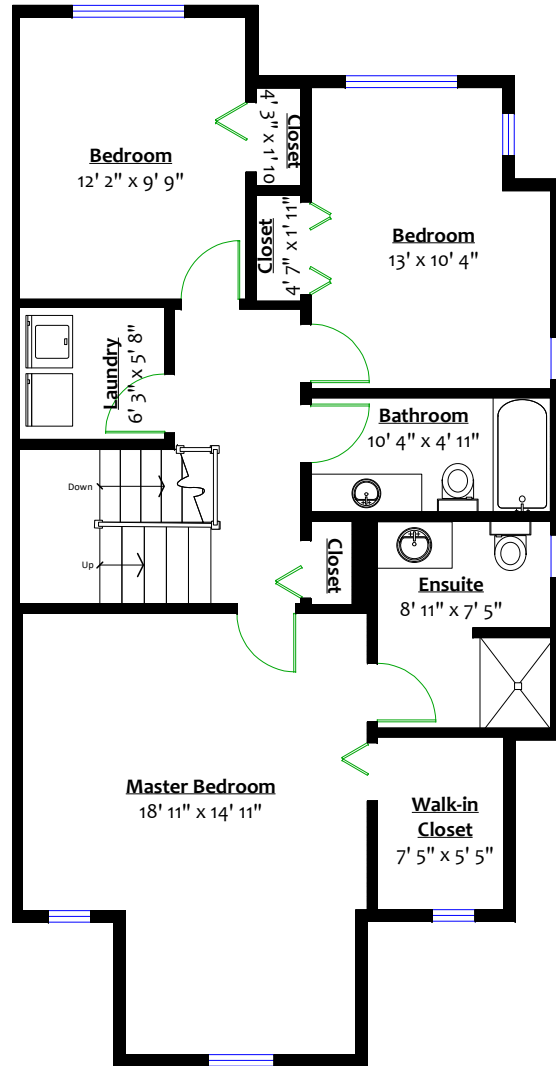 Bedroom
12' 2" x 9' 9"
Closet
4' 3" x 1' 10
Bedroom
13' x 10' 4"
Closet
4' 7" x 1' 11"
Laundry
6' 3" x 5' 8"
Bathroom
10' 4" x 4' 11"
Down
Up
Closet
Ensuite
8' 11" x 7' 5"
Master Bedroom
18' 11" x 14' 11"
Walk-in
Closet
7' 5" x 5' 5"